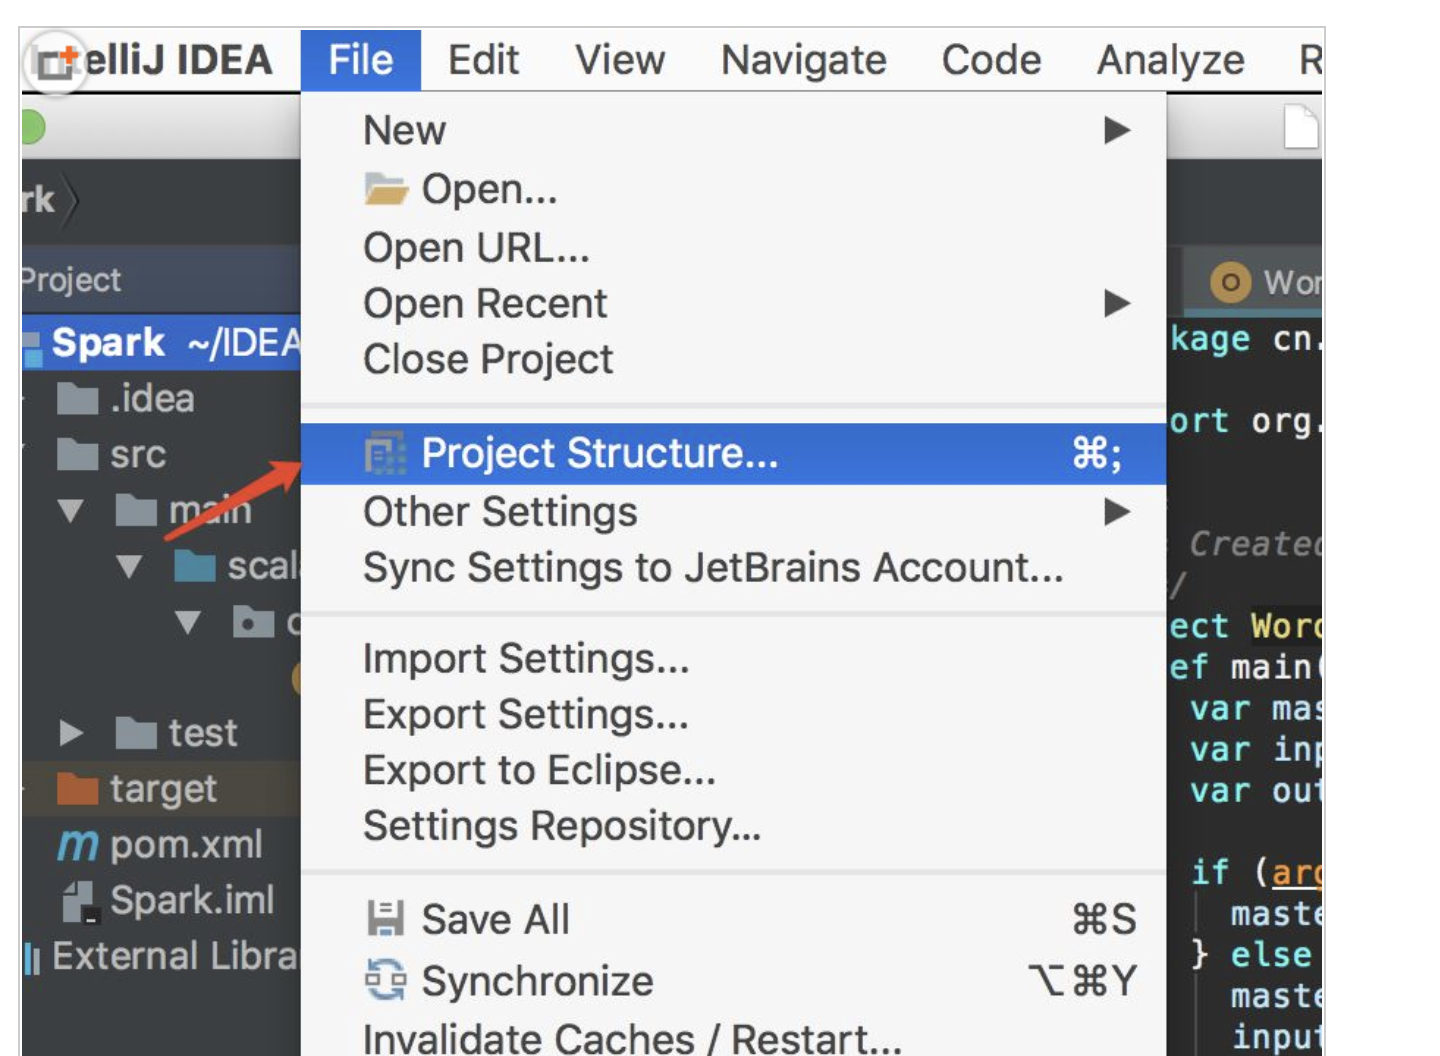 elliJ IDEA File Edit View Navigate Code Analyze R
New
rk
Open...
Open URL...
Project
Wor
Open Recent
Spark ~/IDEA
kage cn.
Close Project
.idea
ort org.
src
Project Structure... ⌘;
main
Other Settings
Created
scal
Sync Settings to JetBrains Account...
*/
ect Word
ef main(
Import Settings...
var mas
Export Settings...
test
var inp
Export to Eclipse...
target
var out
Settings Repository...
pom.xml
if (arg
Spark.iml
Save All ⌘S
maste
External Libra
} else
Synchronize ⌥⌘Y
maste
Invalidate Caches / Restart...
input